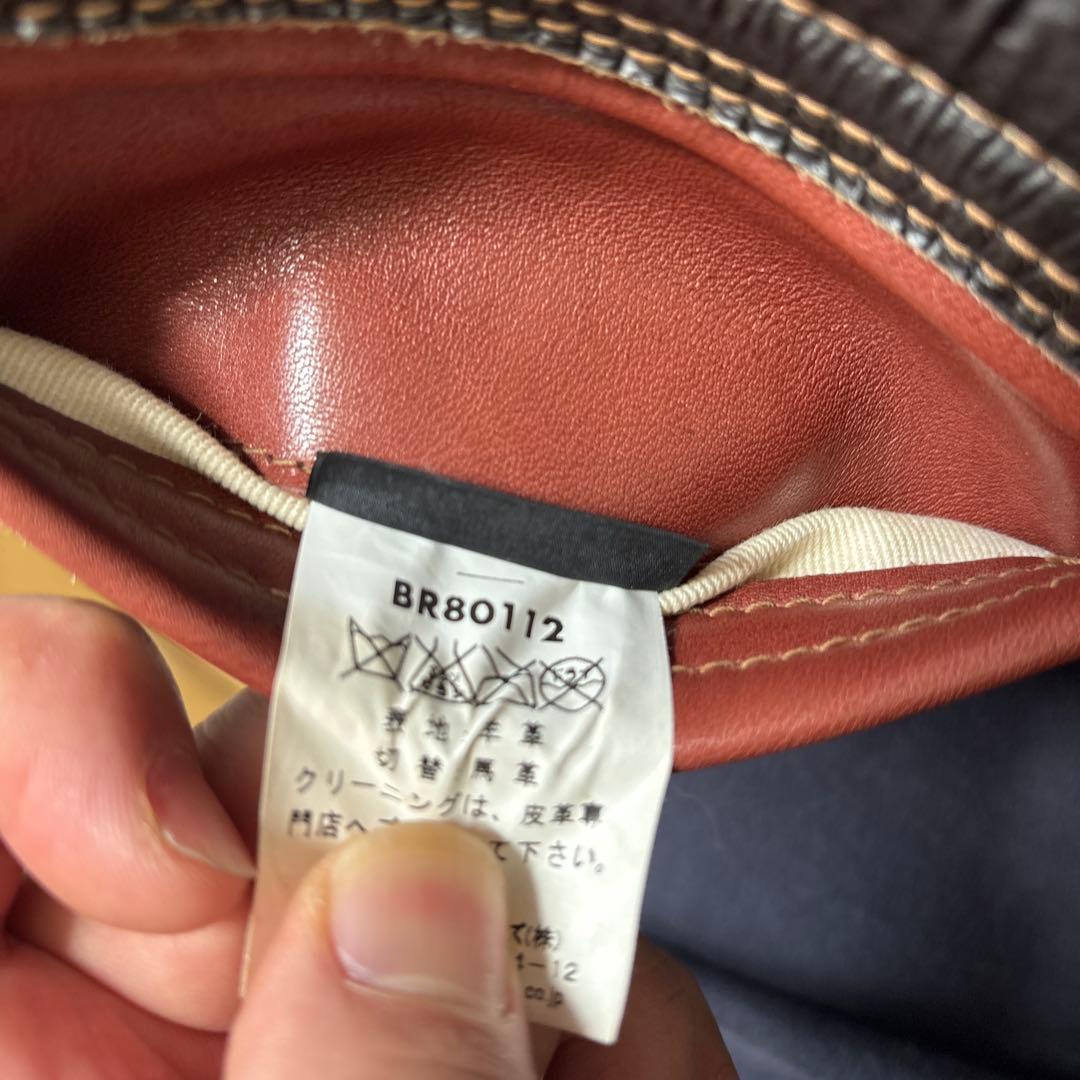 BR80112
表地 牛革
切替 馬革
クリーニングは、皮革専
門店へ て下さい。
(株)
-12
.co.jp